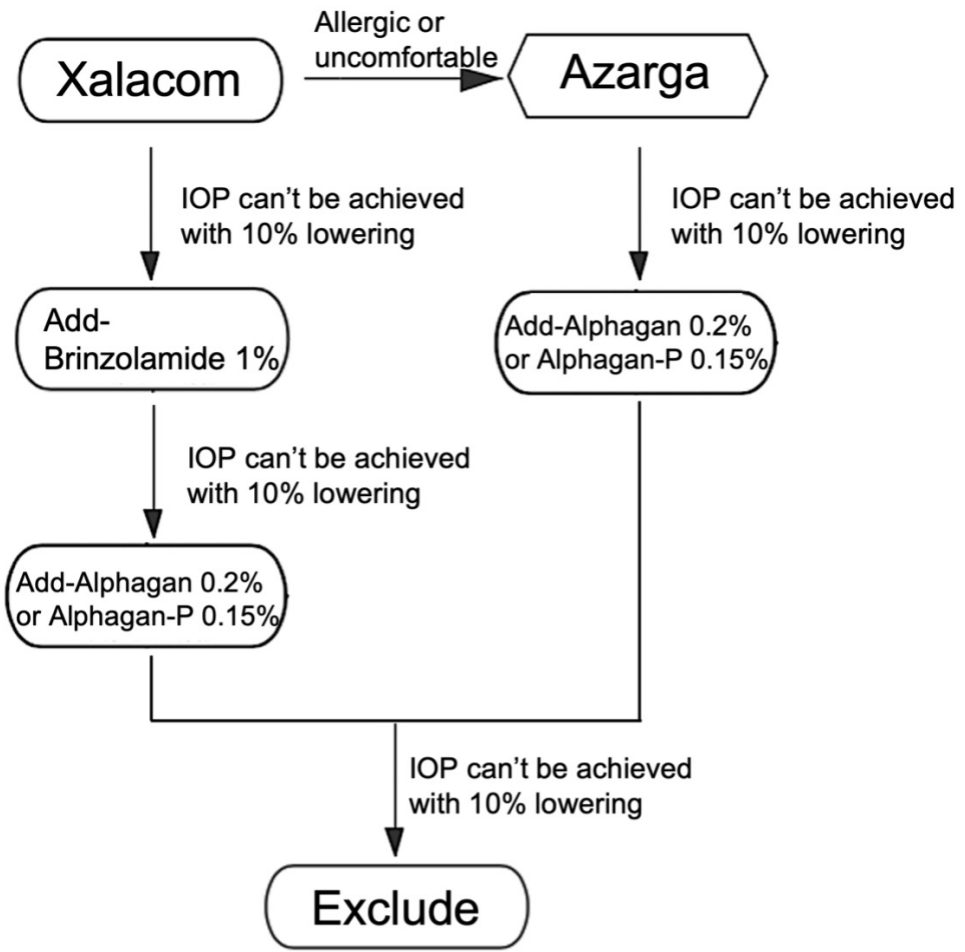 Allergic or
uncomfortable
Xalacom
Azarga
IOP can't be achieved
with 10% lowering
IOP can't be achieved
with 10% lowering
Add-
Brinzolamide 1%
Add-Alphagan 0.2%
or Alphagan-P 0.15%
IOP can't be achieved
with 10% lowering
Add-Alphagan 0.2%
or Alphagan-P 0.15%
IOP can't be achieved
with 10% lowering
Exclude